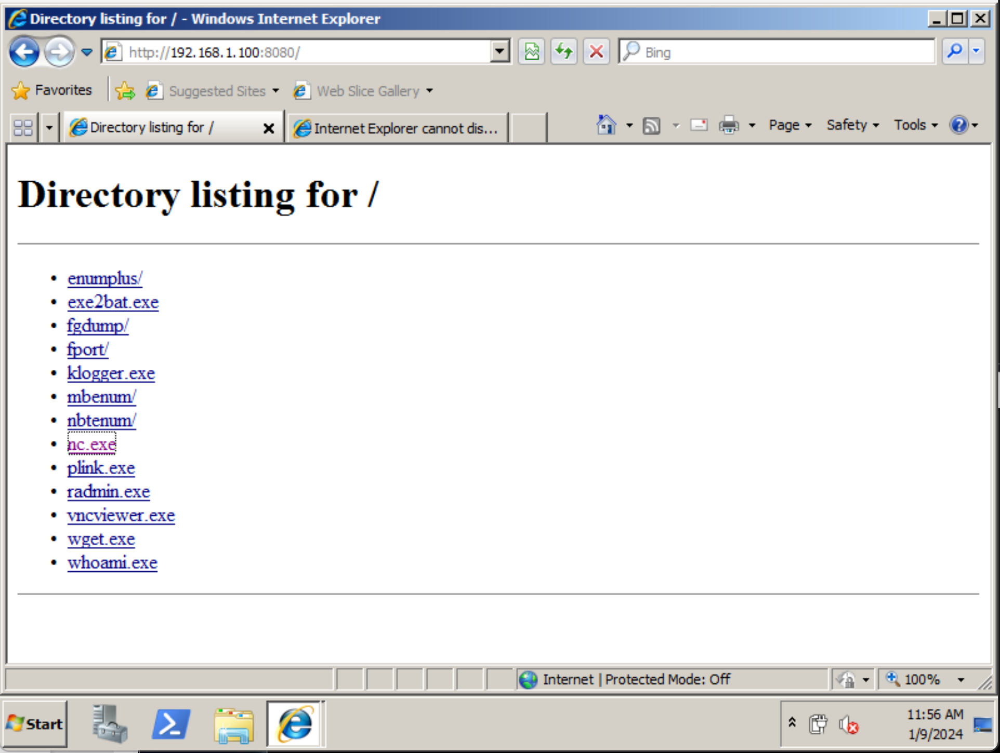 Directory listing for / - Windows Internet Explorer
http://192.168.1.100:8080/
Bing
Favorites
Suggested Sites
Web Slice Gallery
Directory listing for /
Internet Explorer cannot dis...
Page
Safety
Tools
Directory listing for /
enumplus/
exe2bat.exe
fgdump/
fport/
klogger.exe
mbenum/
nbtenum/
nc.exe
plink.exe
radmin.exe
vncviewer.exe
wget.exe
whoami.exe
Internet | Protected Mode: Off
100%
Start
11:56 AM
1/9/2024